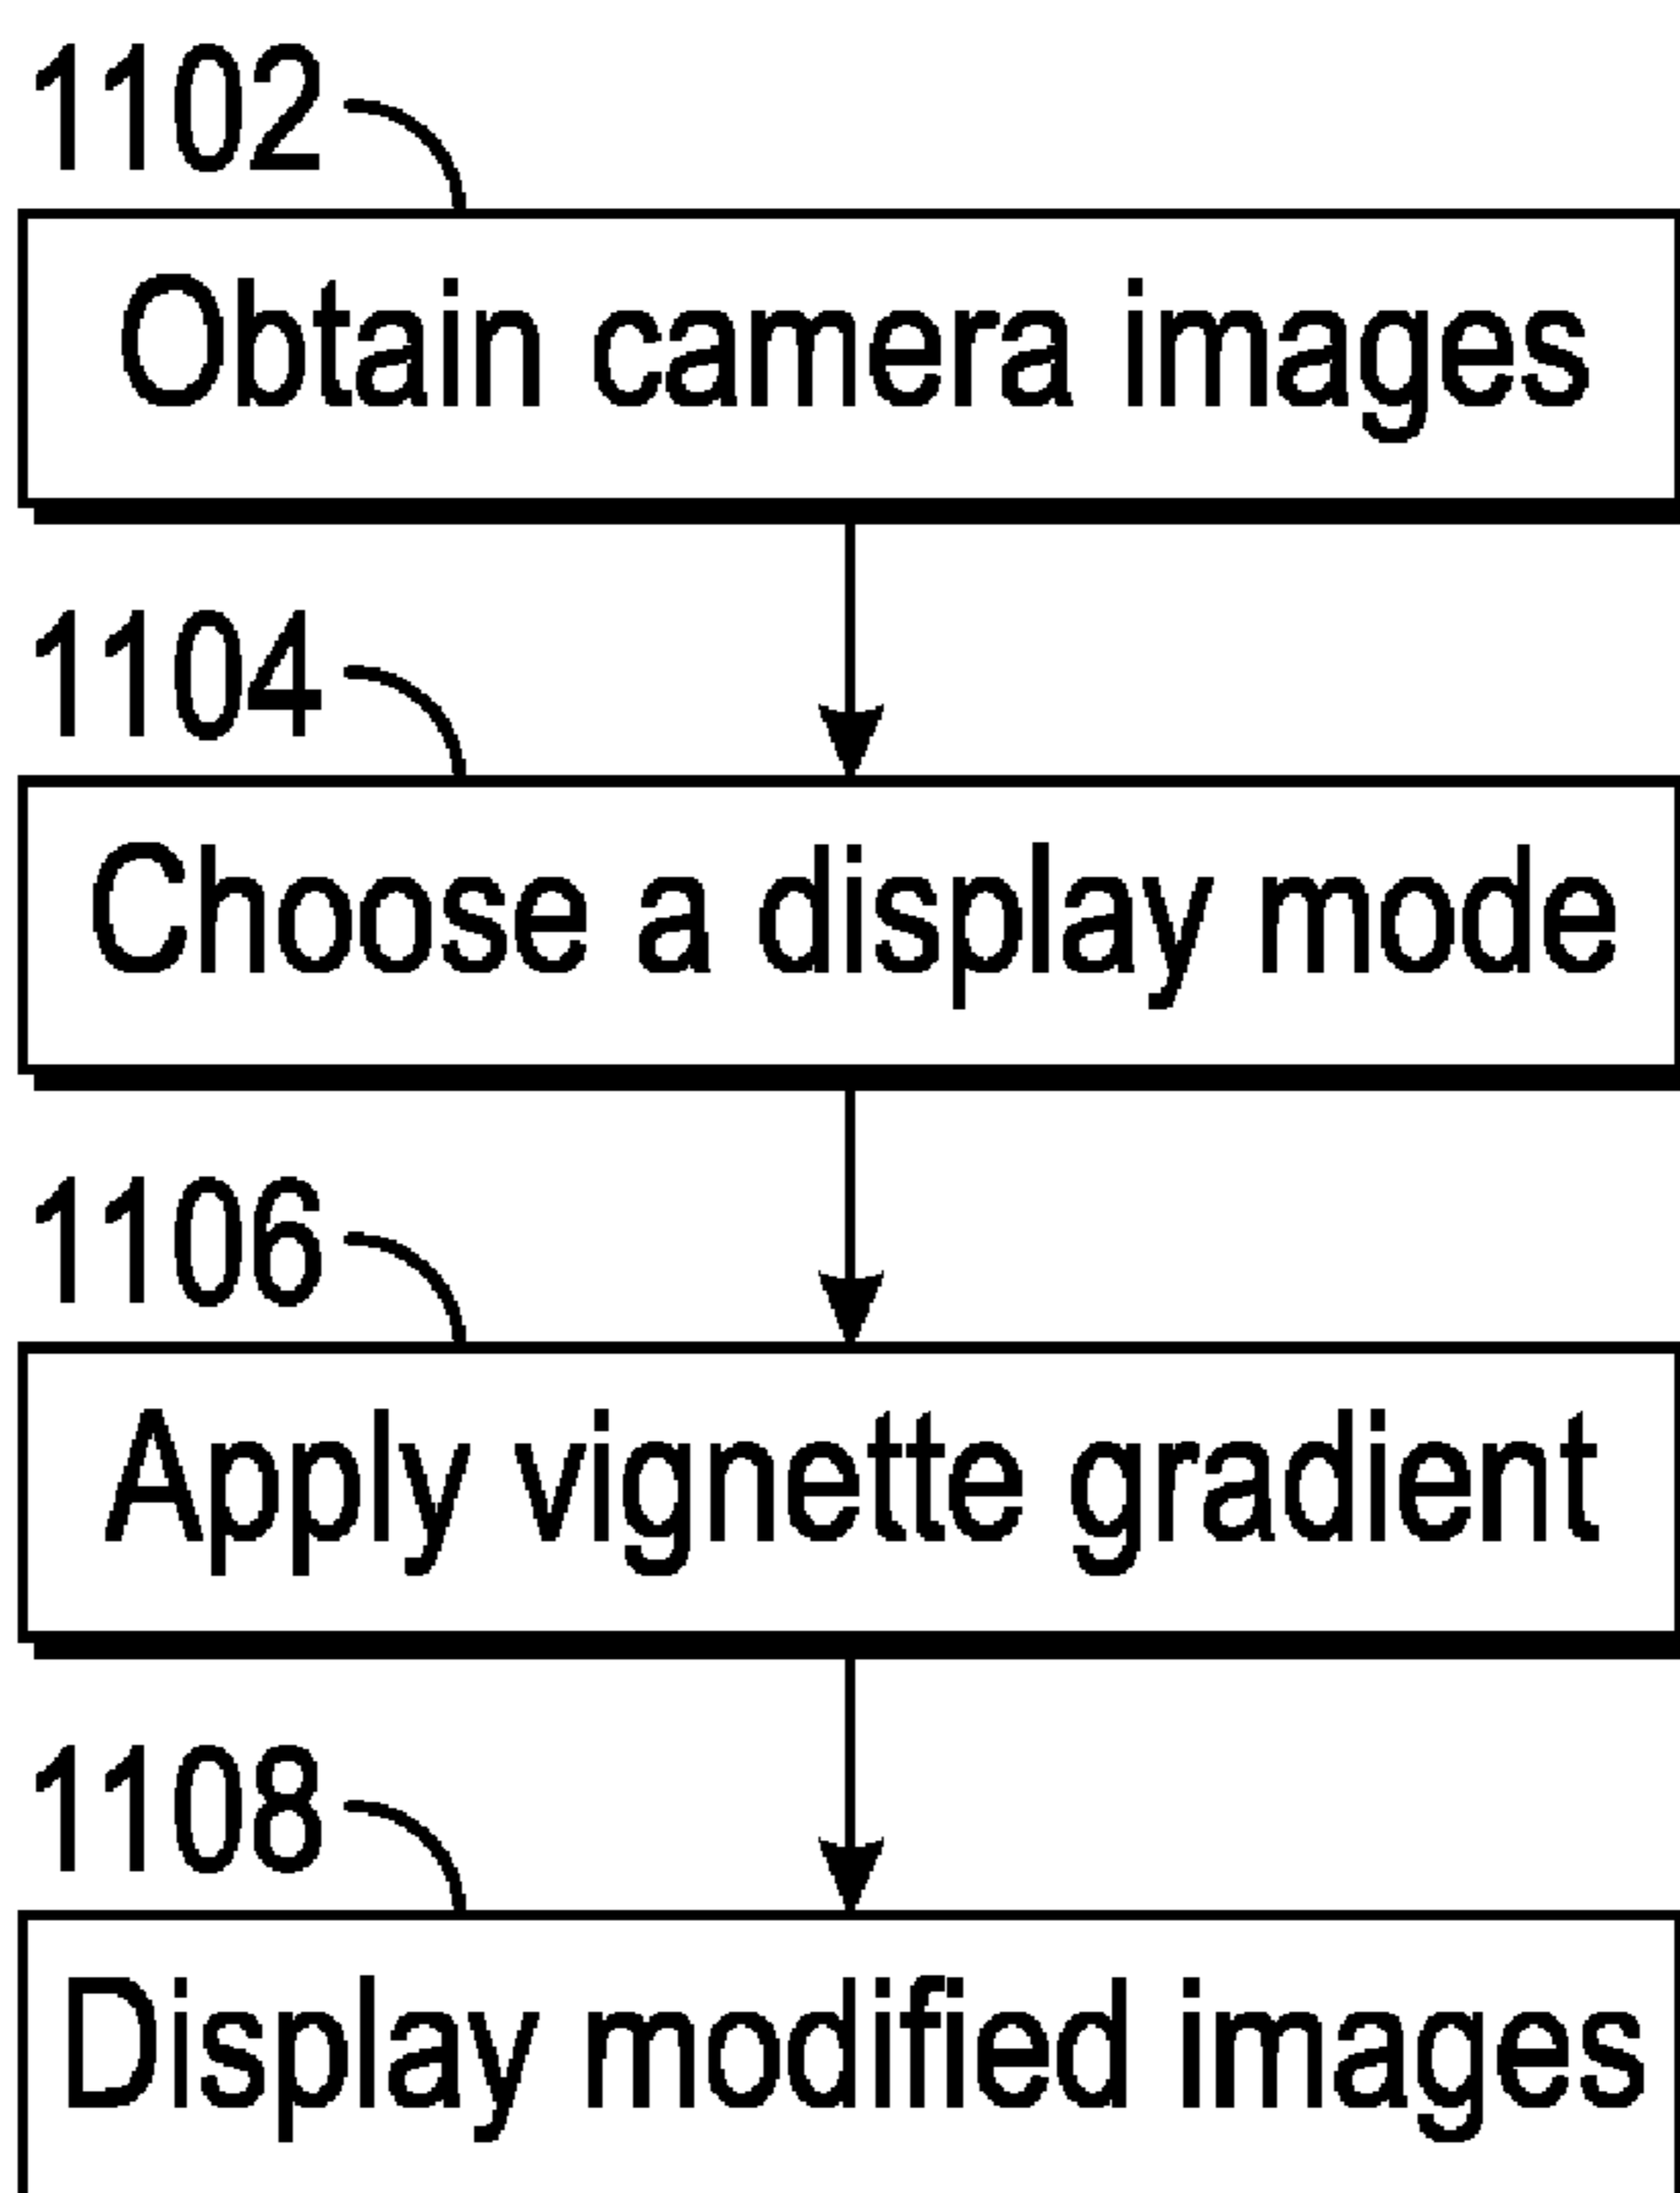 1102
Obtain camera images
1104
Choose a display mode
1106
Apply vignette gradient
1108
Display modified images